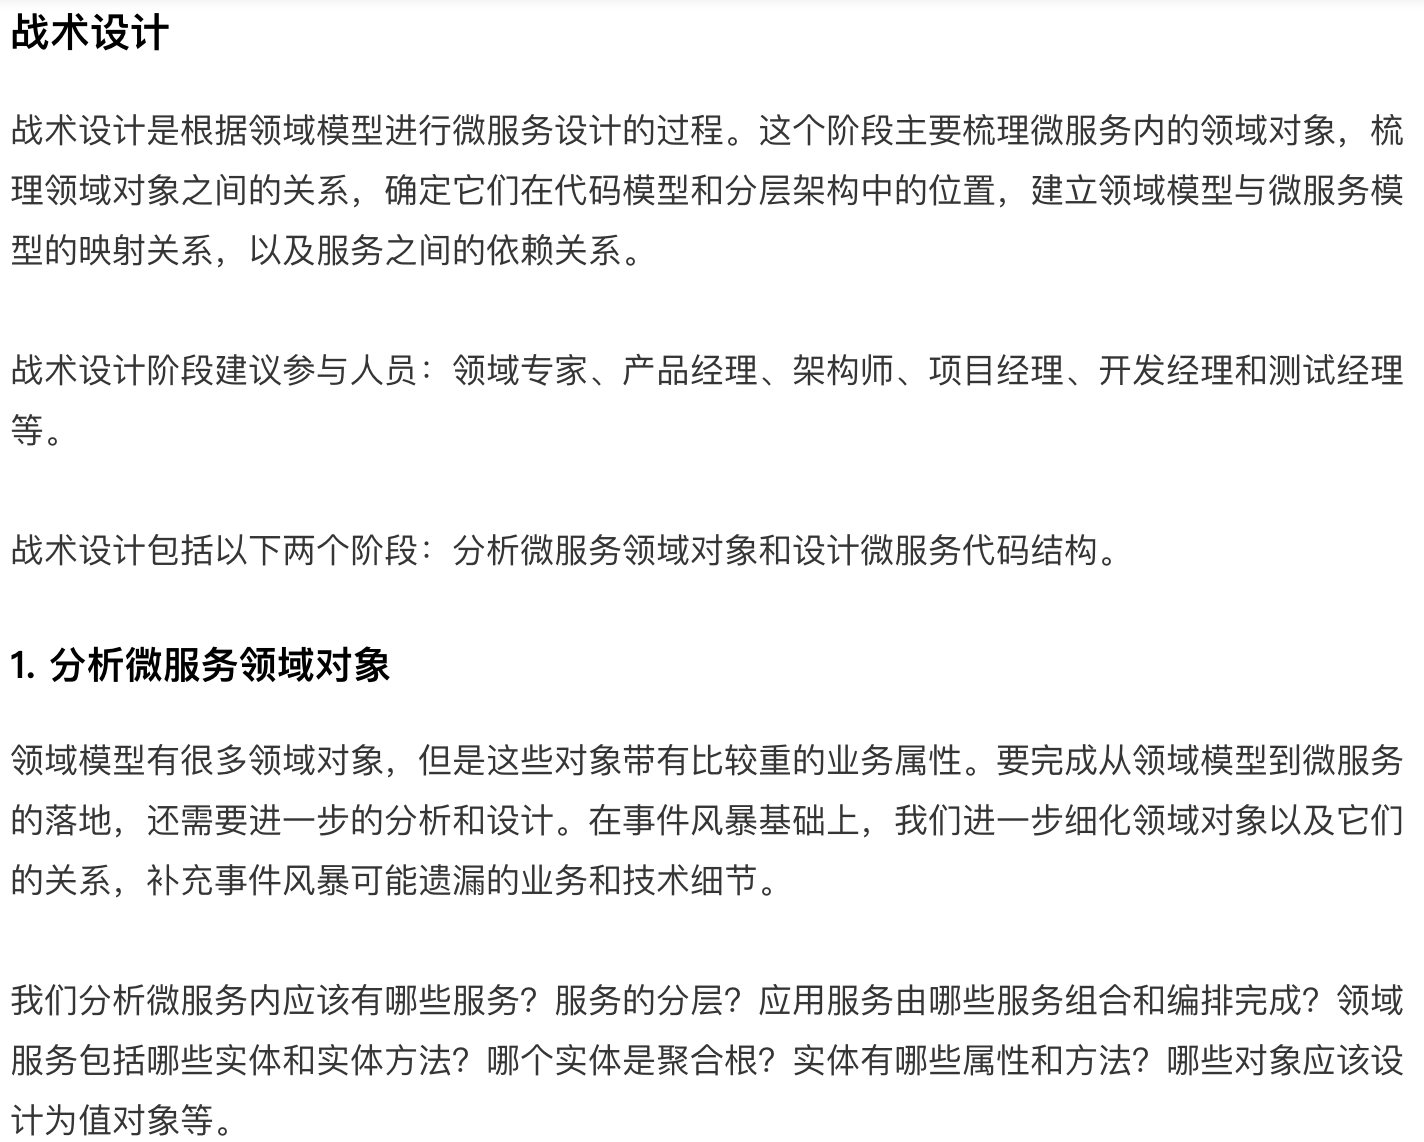 战术设计
战术设计是根据领域模型进行微服务设计的过程。这个阶段主要梳理微服务内的领域对象，梳
理领域对象之间的关系，确定它们在代码模型和分层架构中的位置，建立领域模型与微服务模
型的映射关系，以及服务之间的依赖关系。
战术设计阶段建议参与人员：领域专家、产品经理、架构师、项目经理、开发经理和测试经理
等。
战术设计包括以下两个阶段：分析微服务领域对象和设计微服务代码结构。
1. 分析微服务领域对象
领域模型有很多领域对象，但是这些对象带有比较重的业务属性。要完成从领域模型到微服务
的落地，还需要进一步的分析和设计。在事件风暴基础上，我们进一步细化领域对象以及它们
的关系，补充事件风暴可能遗漏的业务和技术细节。
我们分析微服务内应该有哪些服务？服务的分层？应用服务由哪些服务组合和编排完成？领域
服务包括哪些实体和实体方法？哪个实体是聚合根？实体有哪些属性和方法？哪些对象应该设
计为值对象等。